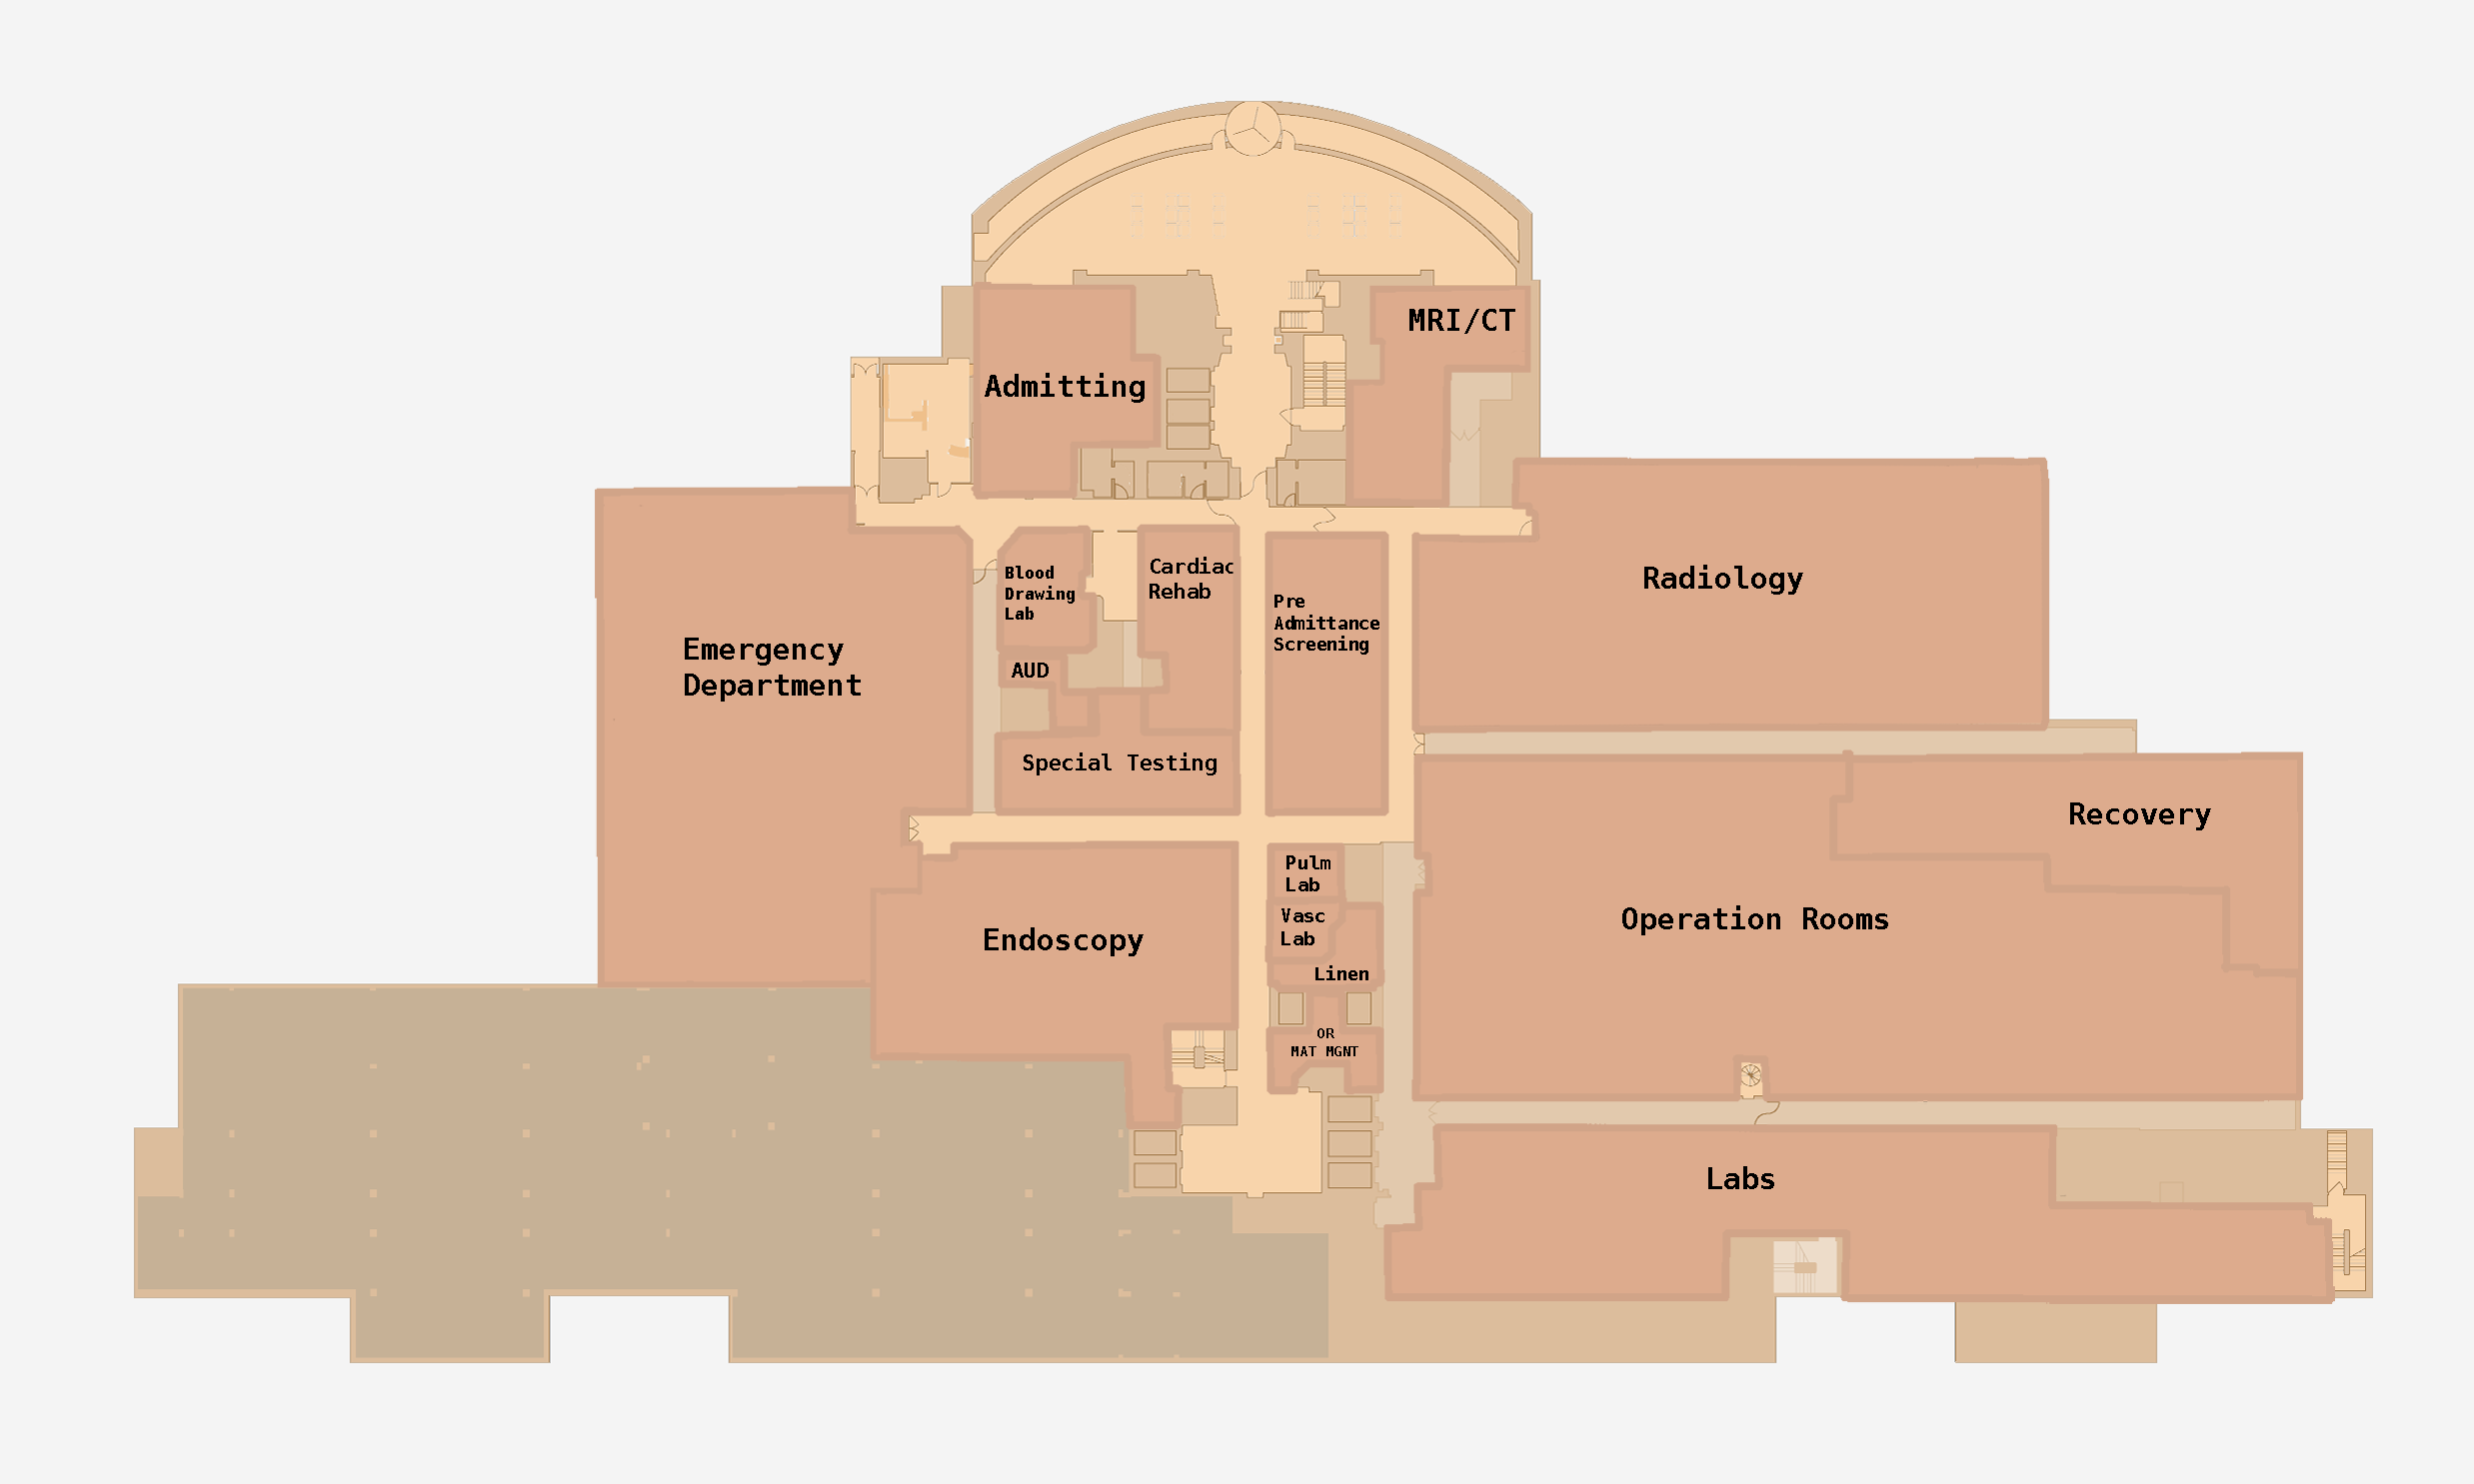 MRI/CT
Admitting
Radiology
Cardiac
Rehab
Blood
Drawing
Lab
Pre
Admittance
Screening
Emergency
Department
AUD
Special Testing
Recovery
Pulm
Lab
Vasc
Lab
Operation Rooms
Endoscopy
Linen
OR
MAT MGNT
Labs